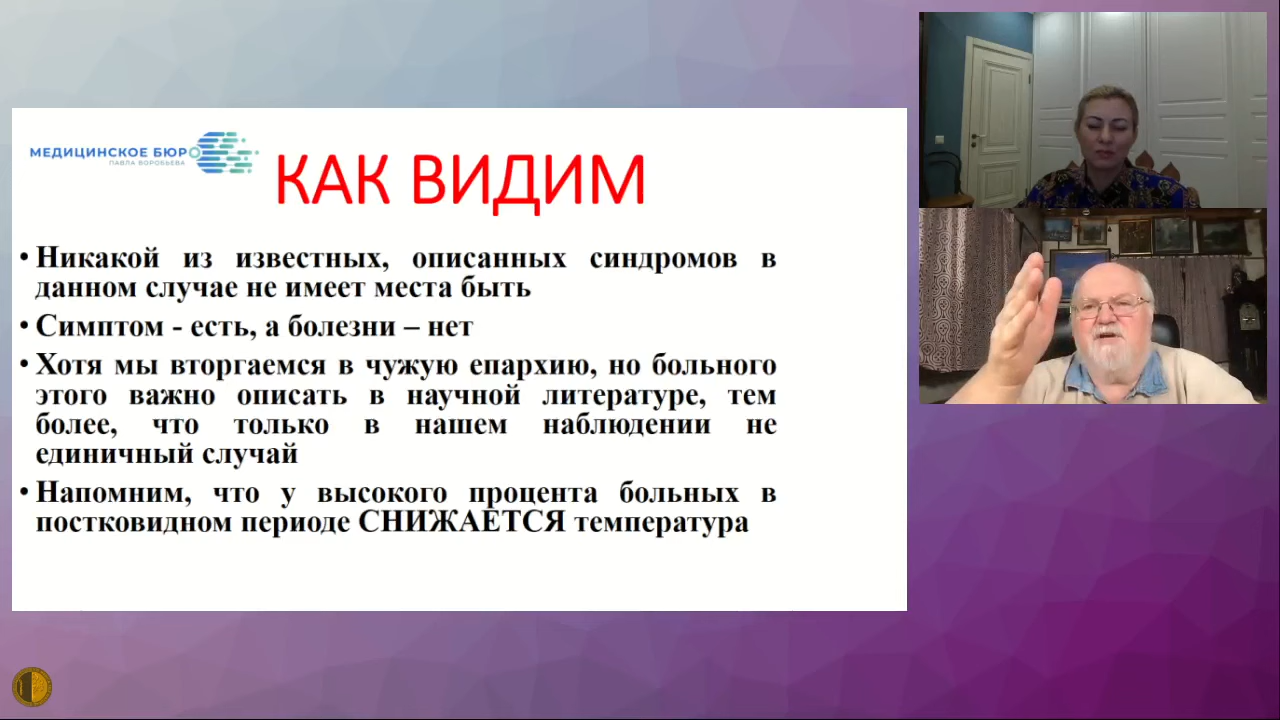 МЕДИЦИНСКОЕ БЮРО
ПАВЛА ВОРОБЬЕВА
КАК ВИДИМ
• Никакой из известных, описанных синдромов в
данном случае не имеет места быть
• Симптом - есть, а болезни – нет
• Хотя мы вторгаемся в чужую епархию, но больного
этого важно описать в научной литературе, тем
более, что только в нашем наблюдении не
единичный случай
• Напомним, что у высокого процента больных в
постковидном периоде СНИЖАЕТСЯ температура